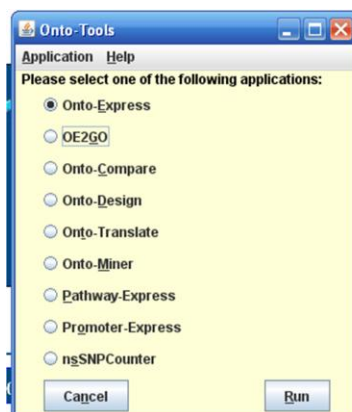 Onto-Tools
Application Help
Please select one of the following applications:
Onto-Express
OE2GO
Onto-Compare
Onto-Design
Onto-Translate
Onto-Miner
Pathway-Express
Promoter-Express
nsSNPCounter
Cancel Run